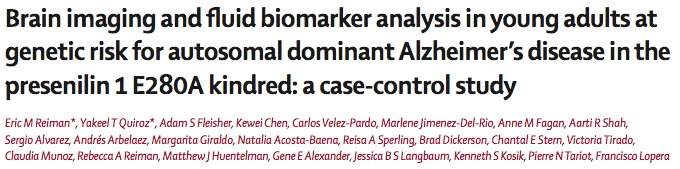 Brain imaging and fluid biomarker analysis in young adults at
genetic risk for autosomal dominant Alzheimer's disease in the
presenilin 1 E280A kindred: a case-control study
Eric M Reiman*, Yakeel T Quiroz*, Adam S Fleisher, Kewei Chen, Carlos Velez-Pardo, Marlene Jimenez-Del-Rio, Anne M Fagan, Aarti R Shah,
Sergio Alvarez, Andrés Arbelaez, Margarita Giraldo, Natalia Acosta-Baena, Reisa A Sperling, Brad Dickerson, Chantal E Stern, Victoria Tirado,
Claudia Munoz, Rebecca A Reiman, Matthew J Huentelman, Gene E Alexander, Jessica B S Langbaum, Kenneth S Kosik, Pierre N Tariot, Francisco Lopera